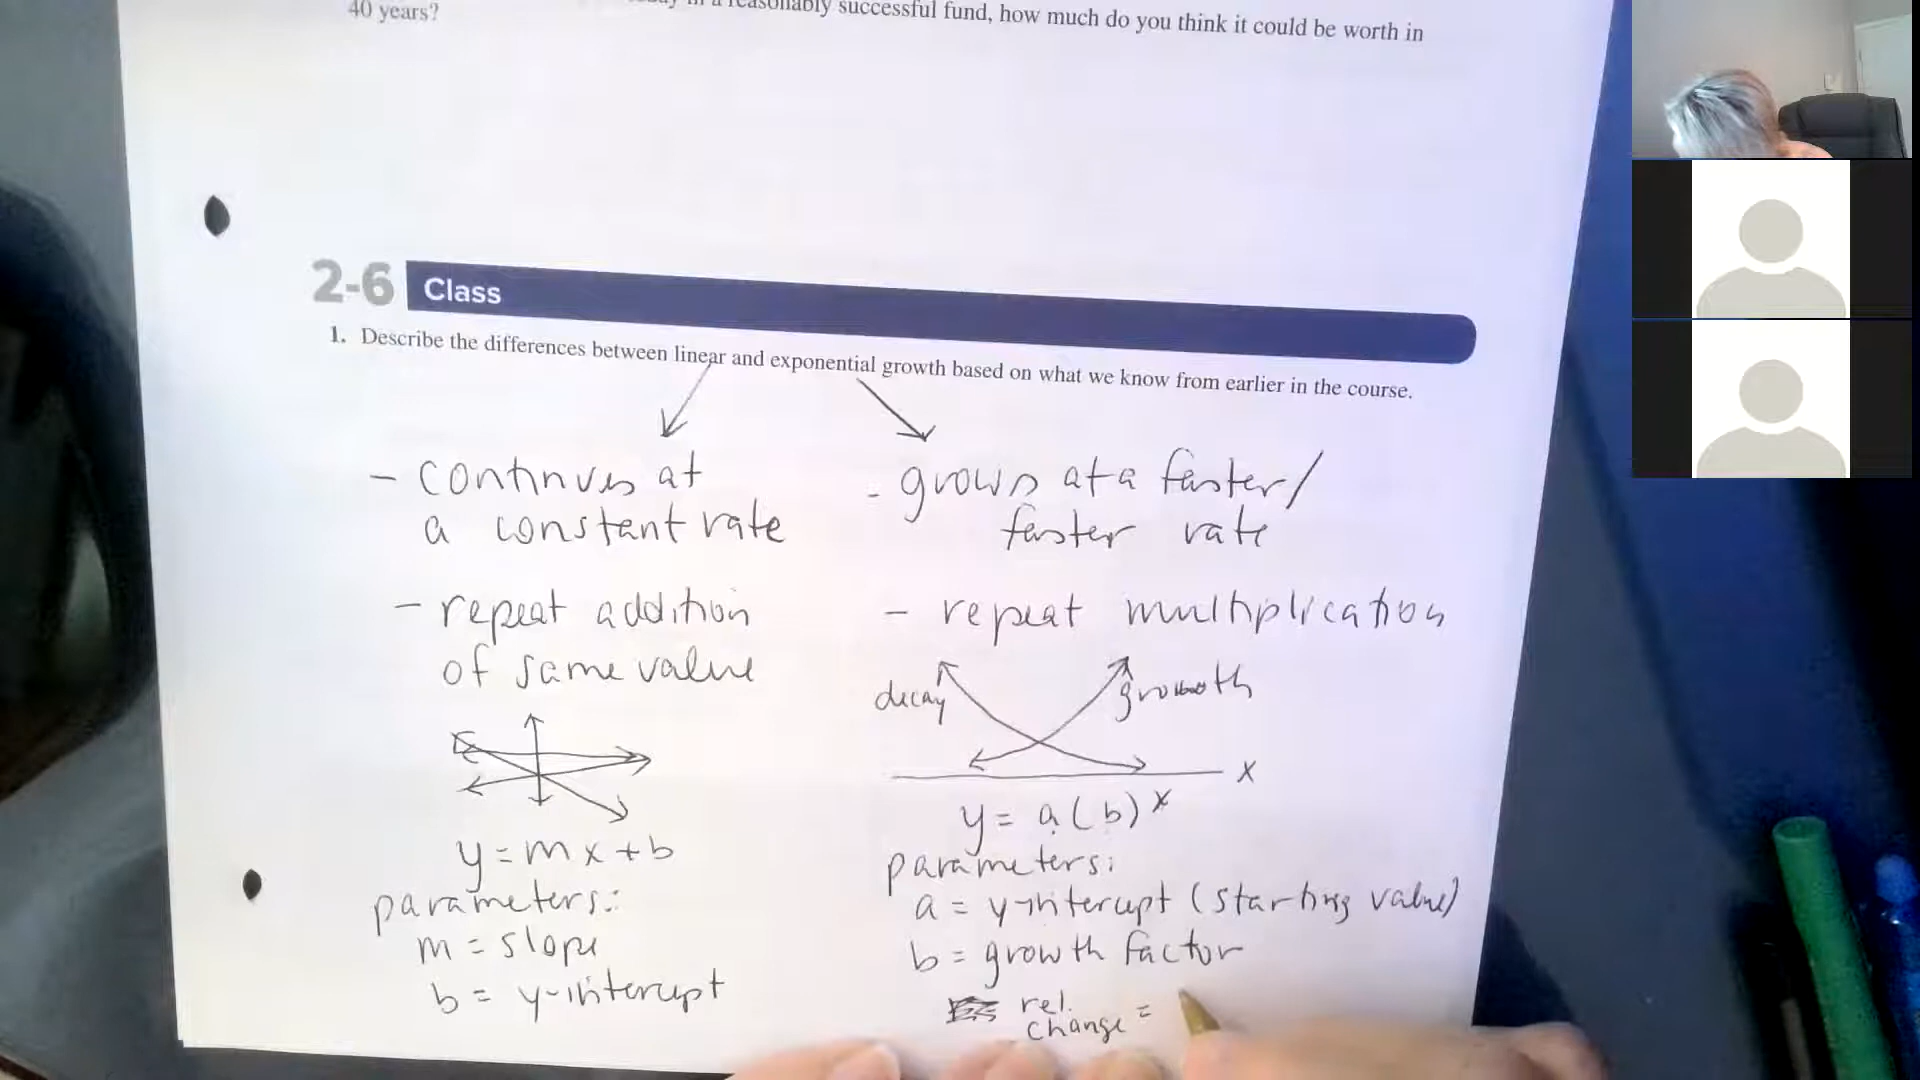 40 years?
in a reasonably successful fund, how much do you think it could be worth in
2-6 Class
1. Describe the differences between linear and exponential growth based on what we know from earlier in the course.
- continues at
a constant rate
- repeat addition
of same value
y = mx + b
parameters:
m = slope
b = y-intercept
- grows at a faster/
faster rate
- repeat multiplication
decay
growth
x
y = a(b)^x
parameters:
a = y-intercept (starting value)
b = growth factor
rel.
change =